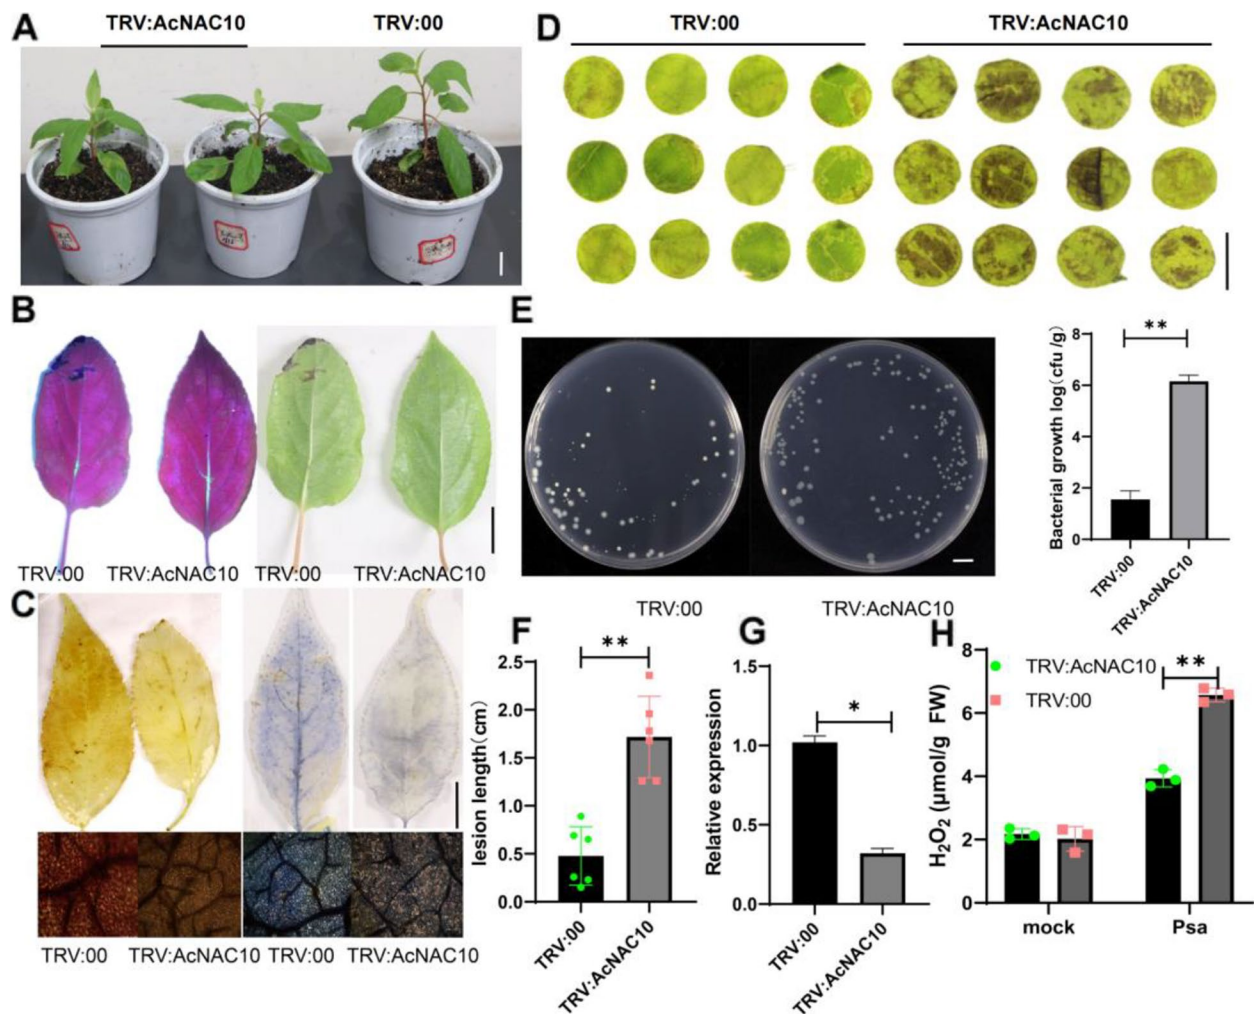 A
TRV:AcNAC10
TRV:00
B
TRV:00
TRV:AcNAC10
TRV:00
TRV:AcNAC10
C
TRV:00
TRV:AcNAC10
TRV:00
TRV:AcNAC10
D
TRV:00
TRV:AcNAC10
E
TRV:00
TRV:AcNAC10
Bacterial growth log(cfu /g)
8
6
4
2
0
**
TRV:00
TRV:AcNAC10
F
lesion length(cm)
2.5
2.0
1.5
1.0
0.5
0.0
**
TRV:00
TRV:AcNAC10
G
Relative expression
1.5
1.0
0.5
0.0
*
TRV:00
TRV:AcNAC10
H
H₂O₂ (μmol/g FW)
8
6
4
2
0
TRV:AcNAC10
TRV:00
**
mock
Psa